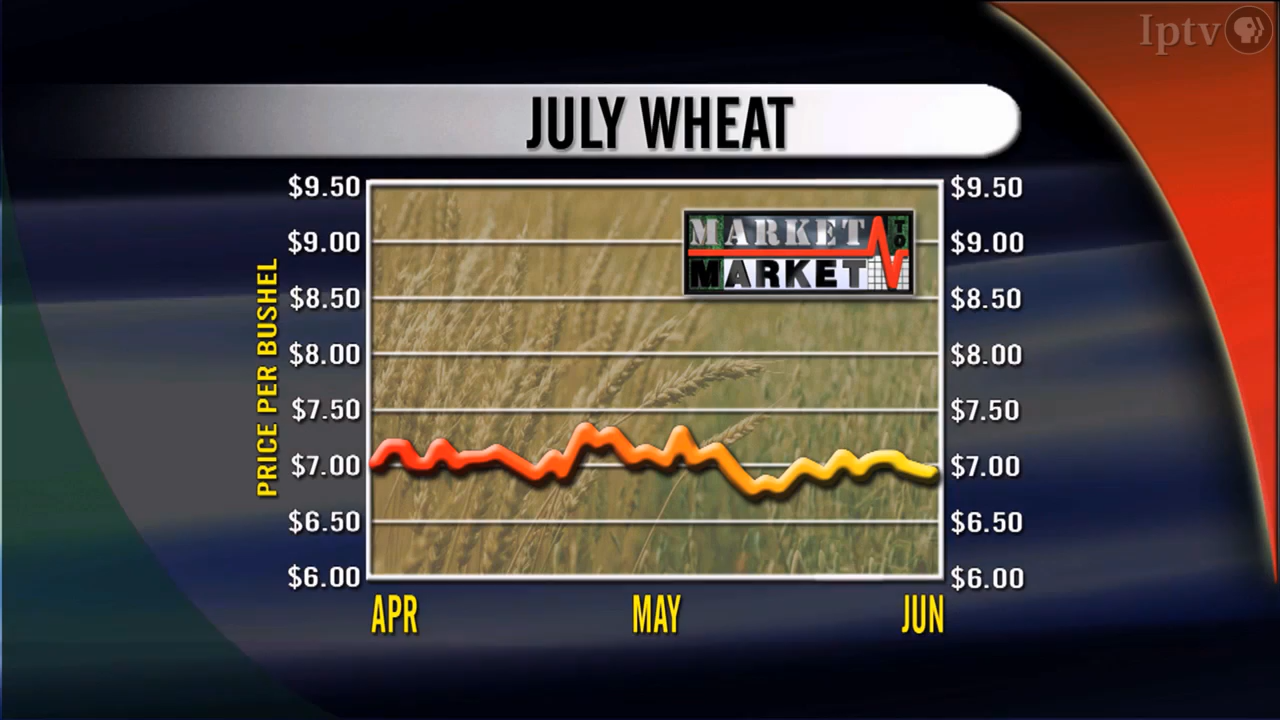 Iptv
JULY WHEAT
$9.50 $9.50
MARKET TO
MARKET
$9.00 $9.00
$8.50 $8.50
$8.00 $8.00
$7.50 $7.50
$7.00 $7.00
$6.50 $6.50
$6.00 $6.00
PRICE PER BUSHEL
APR MAY JUN